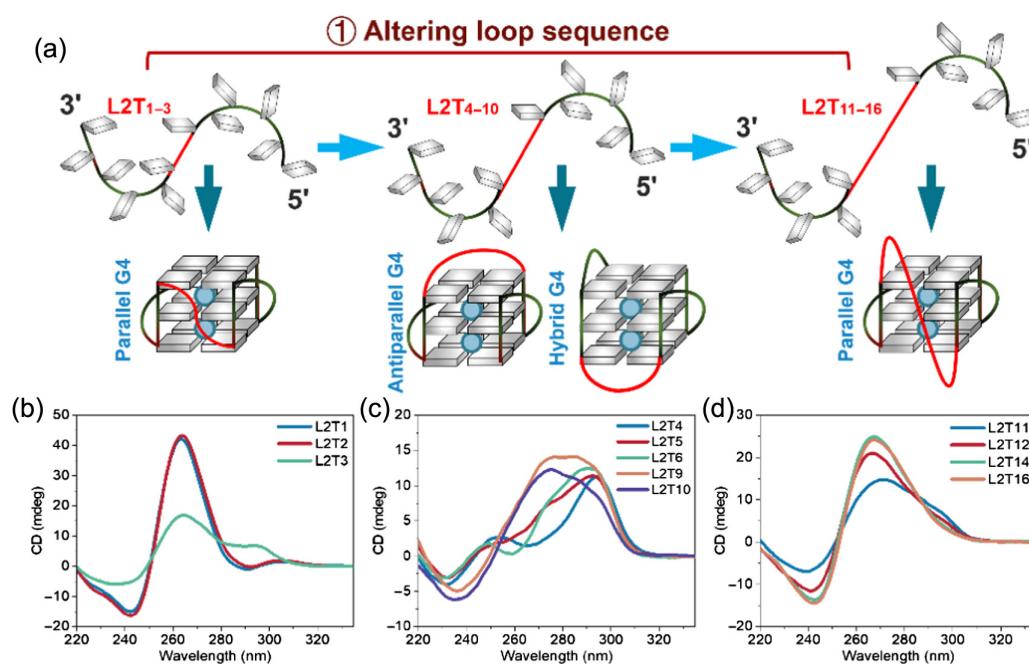 ① Altering loop sequence
(a)
L2T1–3
L2T4–10
L2T11–16
3'
5'
3'
5'
3'
5'
Parallel G4
Antiparallel G4
Hybrid G4
Parallel G4
(b)
50
40
30
20
10
0
−10
−20
CD (mdeg)
L2T1
L2T2
L2T3
220 240 260 280 300 320
Wavelength (nm)
(c)
15
10
5
0
−5
−10
CD (mdeg)
L2T4
L2T5
L2T6
L2T9
L2T10
220 240 260 280 300 320
Wavelength (nm)
(d)
30
20
10
0
−10
−20
CD (mdeg)
L2T11
L2T12
L2T14
L2T16
220 240 260 280 300 320
Wavelength (nm)